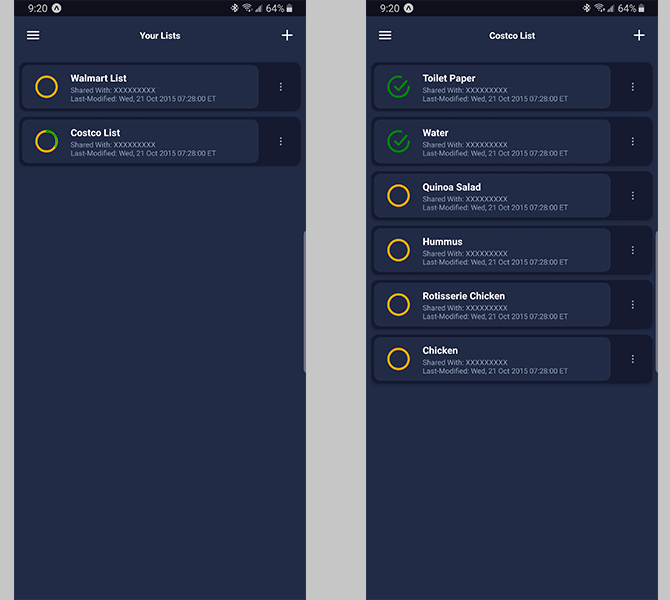 9:20
64%
Your Lists
Walmart List
Shared With: XXXXXXXXX
Last-Modified: Wed, 21 Oct 2015 07:28:00 ET
Costco List
Shared With: XXXXXXXXX
Last-Modified: Wed, 21 Oct 2015 07:28:00 ET
9:20
64%
Costco List
Toilet Paper
Shared With: XXXXXXXXX
Last-Modified: Wed, 21 Oct 2015 07:28:00 ET
Water
Shared With: XXXXXXXXX
Last-Modified: Wed, 21 Oct 2015 07:28:00 ET
Quinoa Salad
Shared With: XXXXXXXXX
Last-Modified: Wed, 21 Oct 2015 07:28:00 ET
Hummus
Shared With: XXXXXXXXX
Last-Modified: Wed, 21 Oct 2015 07:28:00 ET
Rotisserie Chicken
Shared With: XXXXXXXXX
Last-Modified: Wed, 21 Oct 2015 07:28:00 ET
Chicken
Shared With: XXXXXXXXX
Last-Modified: Wed, 21 Oct 2015 07:28:00 ET